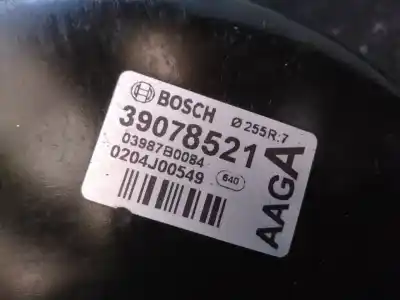 BOSCH Ø 255R:7
39078521
03987B0084
0204J00549 640
AAGA